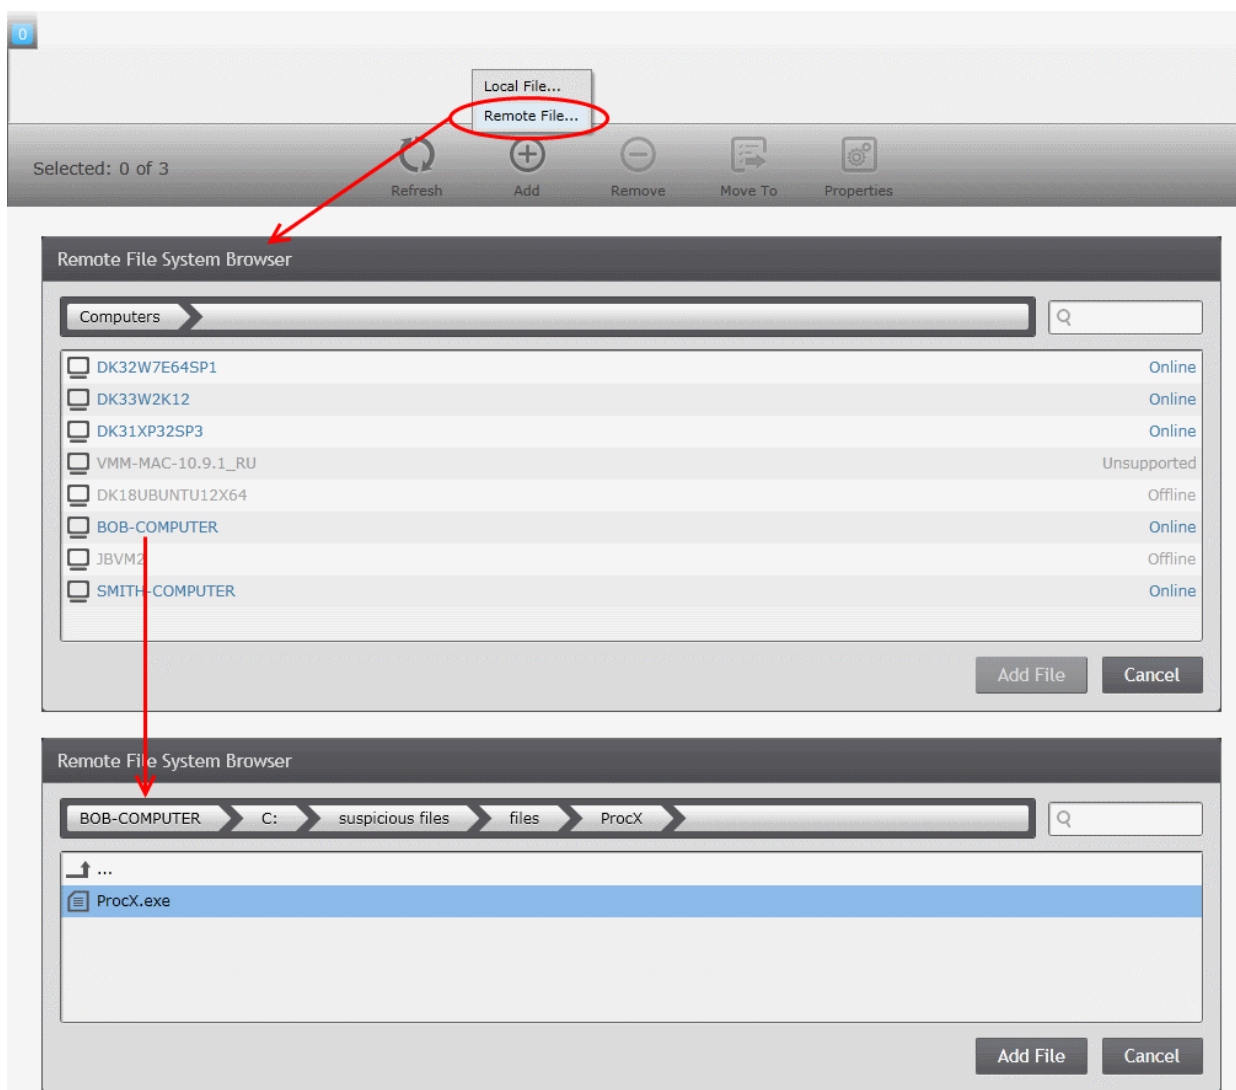 0
Local File...
Remote File...
Selected: 0 of 3
Refresh Add Remove Move To Properties
Remote File System Browser
Computers
DK32W7E64SP1 Online
DK33W2K12 Online
DK31XP32SP3 Online
VMM-MAC-10.9.1_RU Unsupported
DK18UBUNTU12X64 Offline
BOB-COMPUTER Online
JBVM2 Offline
SMITH-COMPUTER Online
Add File Cancel
Remote File System Browser
BOB-COMPUTER C: suspicious files files ProcX
...
ProcX.exe
Add File Cancel